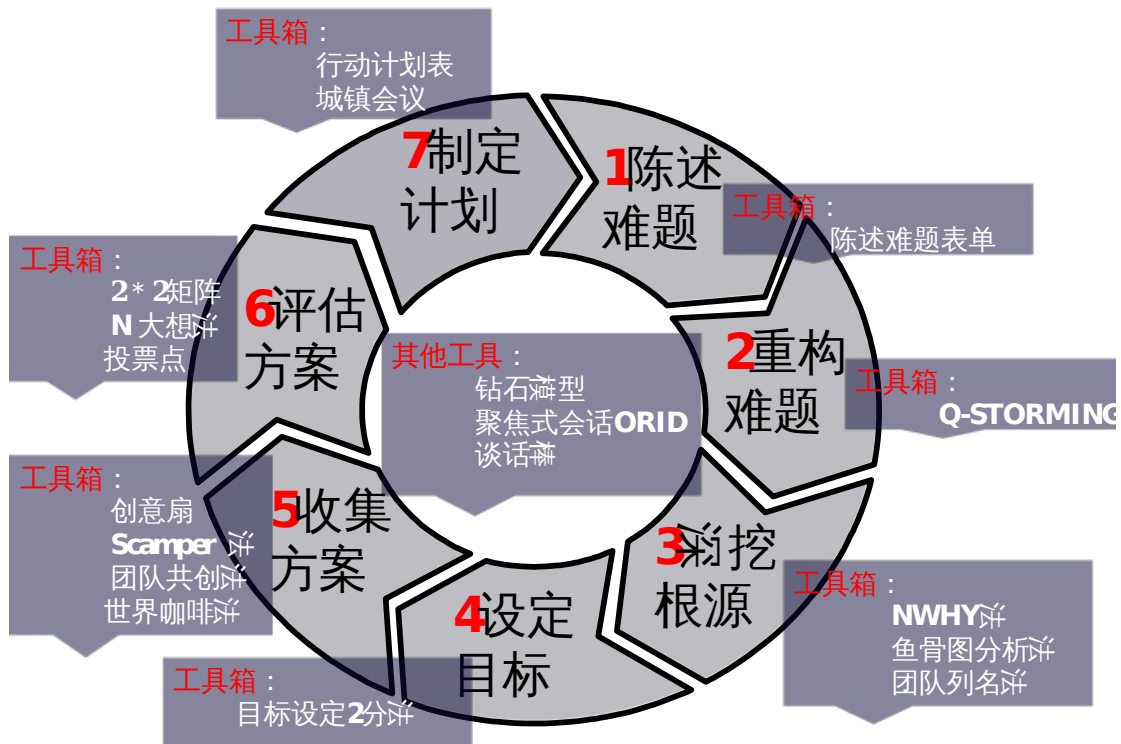 工具箱：
行动计划表
城镇会议
7制定
计划
1陈述
难题
工具箱：
陈述难题表单
工具箱：
2*2矩阵
N大想法
投票点
6评估
方案
2重构
难题
其他工具：
钻石模型
聚焦式会话ORID
谈话棒
工具箱：
Q-STORMING
工具箱：
创意扇
Scamper 法
团队共创法
世界咖啡法
5收集
方案
3深挖
根源
工具箱：
NWHY法
鱼骨图分析法
团队列名法
4设定
目标
工具箱：
目标设定2分法